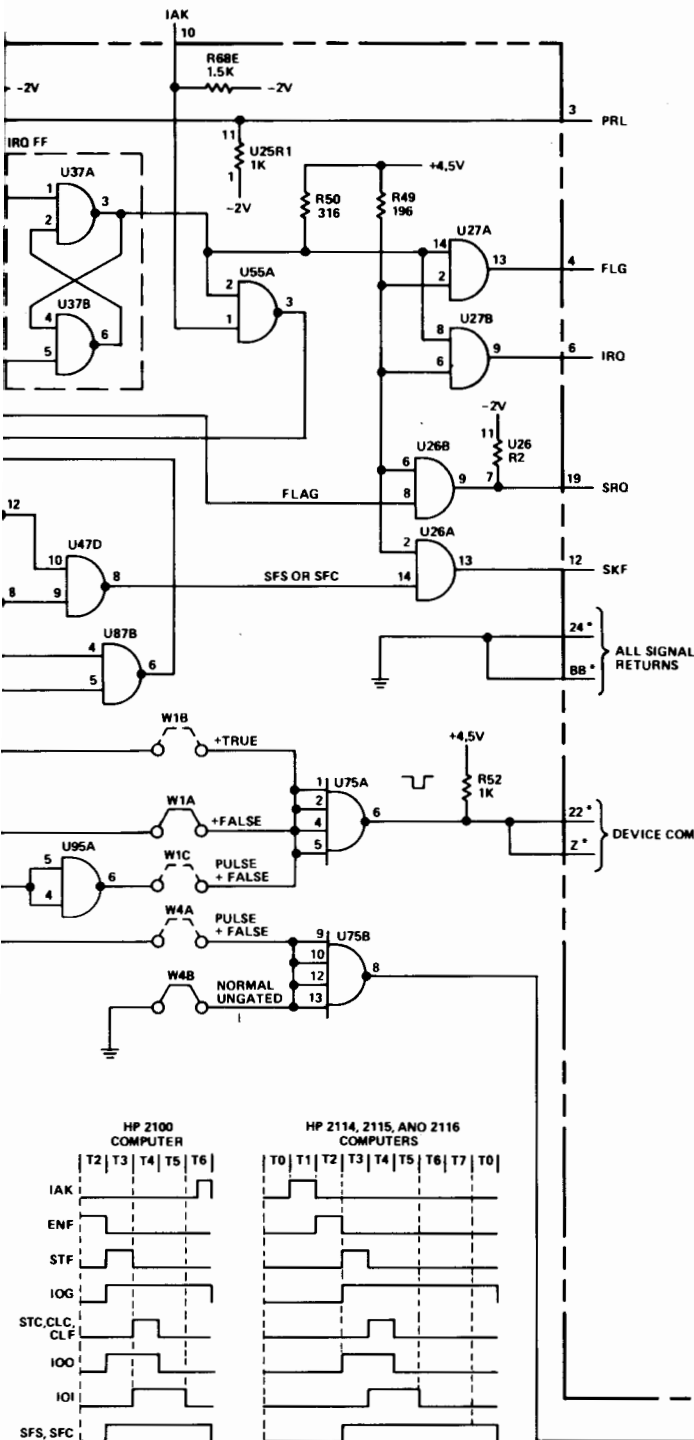 IAK
10
R68E
1.5K
-2V
-2V
3
PRL
11
U25R1
1K
1
-2V
+4.5V
IRQ FF
U37A
1
3
2
R50
316
R49
196
U27A
14
13
2
4
FLG
U55A
2
3
1
U37B
4
6
5
U27B
8
9
6
6
IRQ
-2V
11
U26
R2
U26B
6
9
7
8
19
SRQ
FLAG
12
U47D
10
8
8
9
U26A
2
13
14
12
SKF
SFS OR SFC
U87B
4
6
5
24*
BB*
ALL SIGNAL
RETURNS
W1B
+TRUE
+4.5V
R52
1K
U75A
1
2
6
4
5
W1A
+FALSE
22*
Z*
DEVICE COM
U95A
5
6
4
W1C
PULSE
+ FALSE
W4A
PULSE
+ FALSE
U75B
9
10
8
12
13
W4B
NORMAL
UNGATED
HP 2100
COMPUTER
HP 2114, 2115, ANO 2116
COMPUTERS
T2 T3 T4 T5 T6
T0 T1 T2 T3 T4 T5 T6 T7 T0
IAK
ENF
STF
IOG
STC,CLC,
CLF
IOO
IOI
SFS, SFC